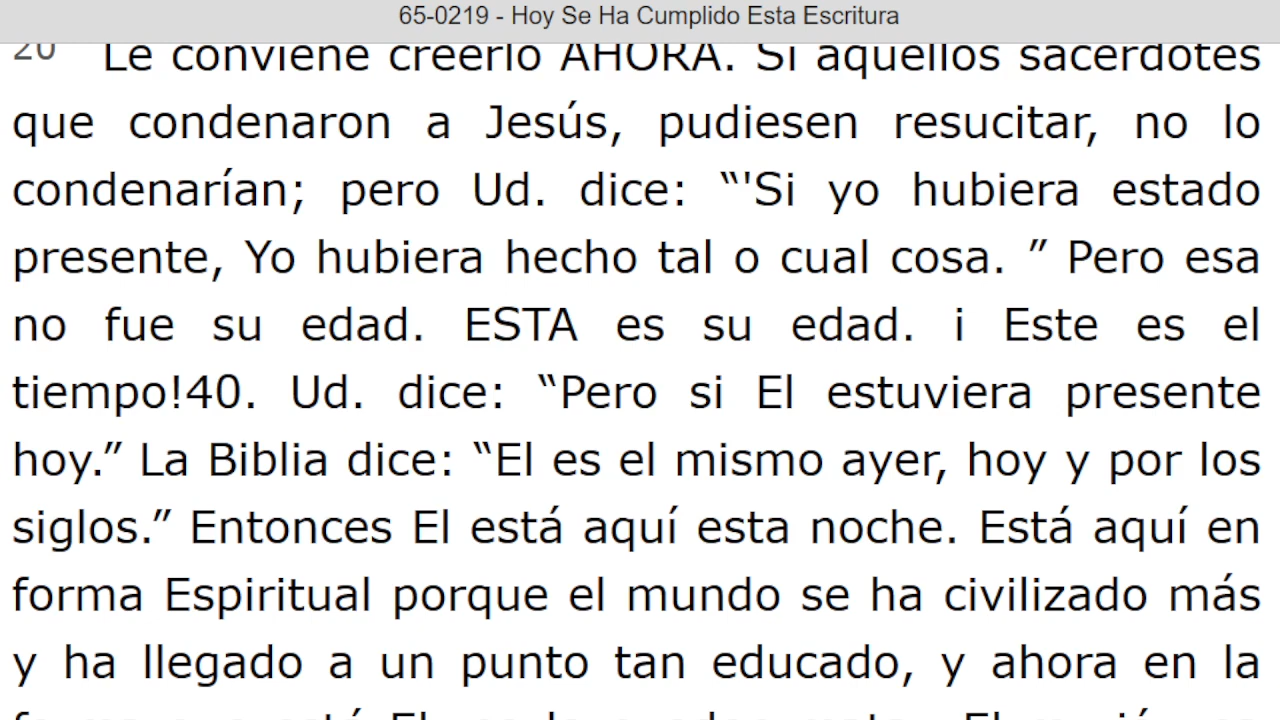 65-0219 - Hoy Se Ha Cumplido Esta Escritura
20 Le conviene creerlo AHORA. Si aquellos sacerdotes
que condenaron a Jesús, pudiesen resucitar, no lo
condenarían; pero Ud. dice: “'Si yo hubiera estado
presente, Yo hubiera hecho tal o cual cosa. ” Pero esa
no fue su edad. ESTA es su edad. i Este es el
tiempo!40. Ud. dice: “Pero si El estuviera presente
hoy.” La Biblia dice: “El es el mismo ayer, hoy y por los
siglos.” Entonces El está aquí esta noche. Está aquí en
forma Espiritual porque el mundo se ha civilizado más
y ha llegado a un punto tan educado, y ahora en la